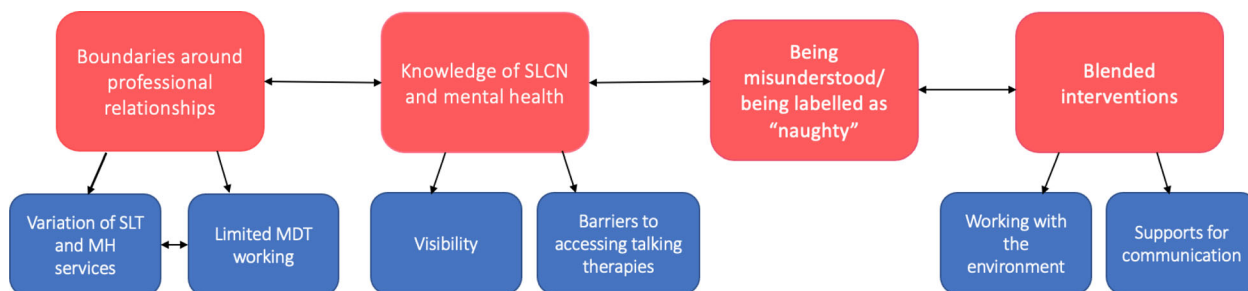 Boundaries around
professional
relationships
Knowledge of SLCN
and mental health
Being
misunderstood/
being labelled as
“naughty”
Blended
interventions
Variation of SLT
and MH
services
Limited MDT
working
Visibility
Barriers to
accessing talking
therapies
Working with
the
environment
Supports for
communication